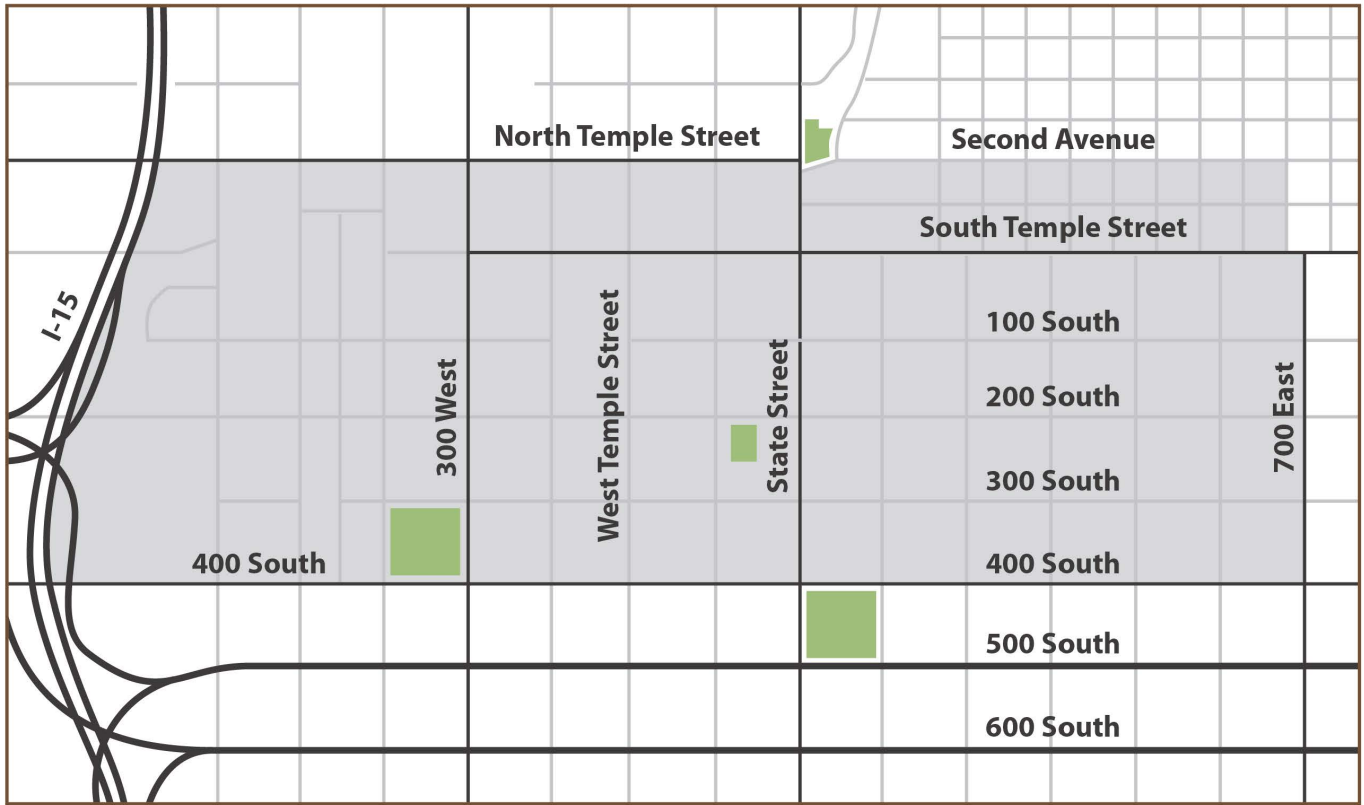 North Temple Street
Second Avenue
South Temple Street
I-15
100 South
300 West
West Temple Street
State Street
200 South
700 East
300 South
400 South
400 South
500 South
600 South